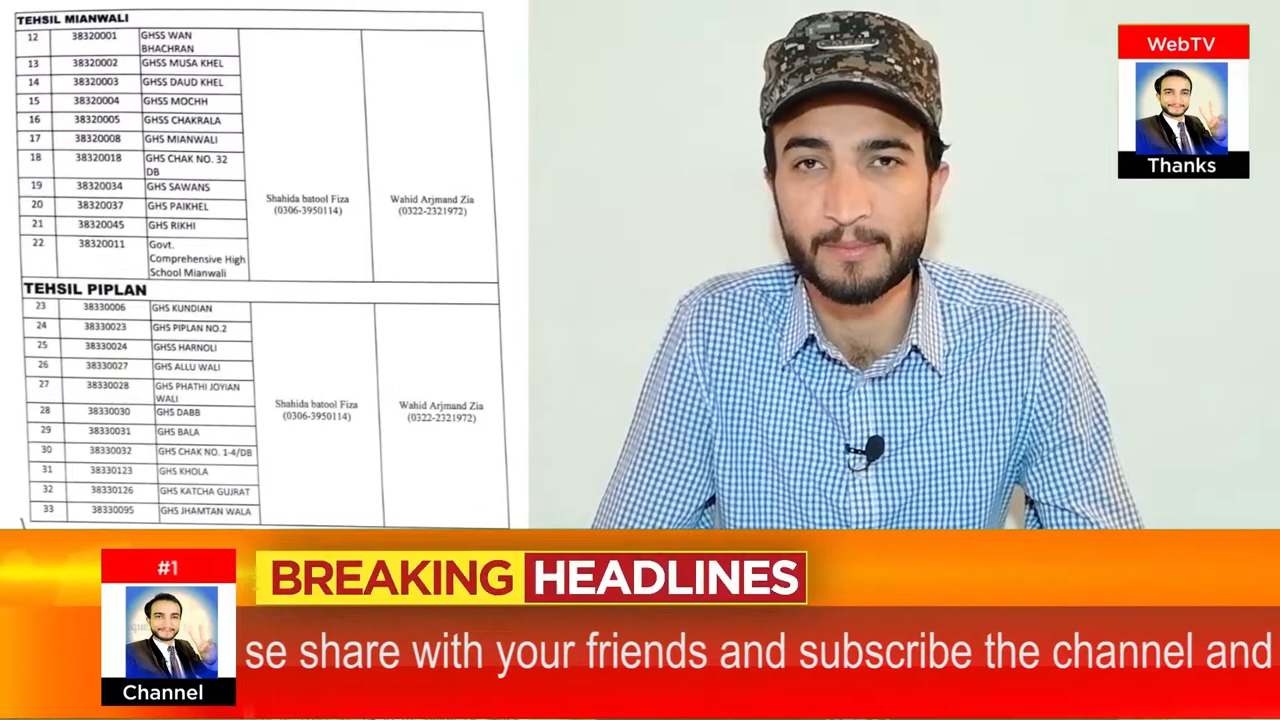 TEHSIL MIANWALI
12 38320001 GHSS WAN
BHACHRAN
13 38320002 GHSS MUSA KHEL
14 38320003 GHSS DAUD KHEL
15 38320004 GHSS MOCHH
16 38320005 GHSS CHAKRALA
17 38320008 GHS MIANWALI
18 38320018 GHS CHAK NO. 32
DB
19 38320034 GHS SAWANS
20 38320037 GHS PAIKHEL
21 38320045 GHS RIKHI
22 38320011 Govt.
Comprehensive High
School Mianwali
Shahida batool Fiza
(0306-3950114)
Wahid Arjmand Zia
(0322-2321972)
TEHSIL PIPLAN
23 38330006 GHS KUNDIAN
24 38330023 GHS PIPLAN NO.2
25 38330024 GHSS HARNOLI
26 38330027 GHS ALLU WALI
27 38330028 GHS PHATHI JOYIAN
WALI
28 38330030 GHS DABB
29 38330031 GHS BALA
30 38330032 GHS CHAK NO. 1-4/DB
31 38330123 GHS KHOLA
32 38330126 GHS KATCHA GUJRAT
33 38330095 GHS JHAMTAN WALA
Shahida batool Fiza
(0306-3950114)
Wahid Arjmand Zia
(0322-2321972)
WebTV
Thanks
#1
Channel
BREAKING HEADLINES
se share with your friends and subscribe the channel and